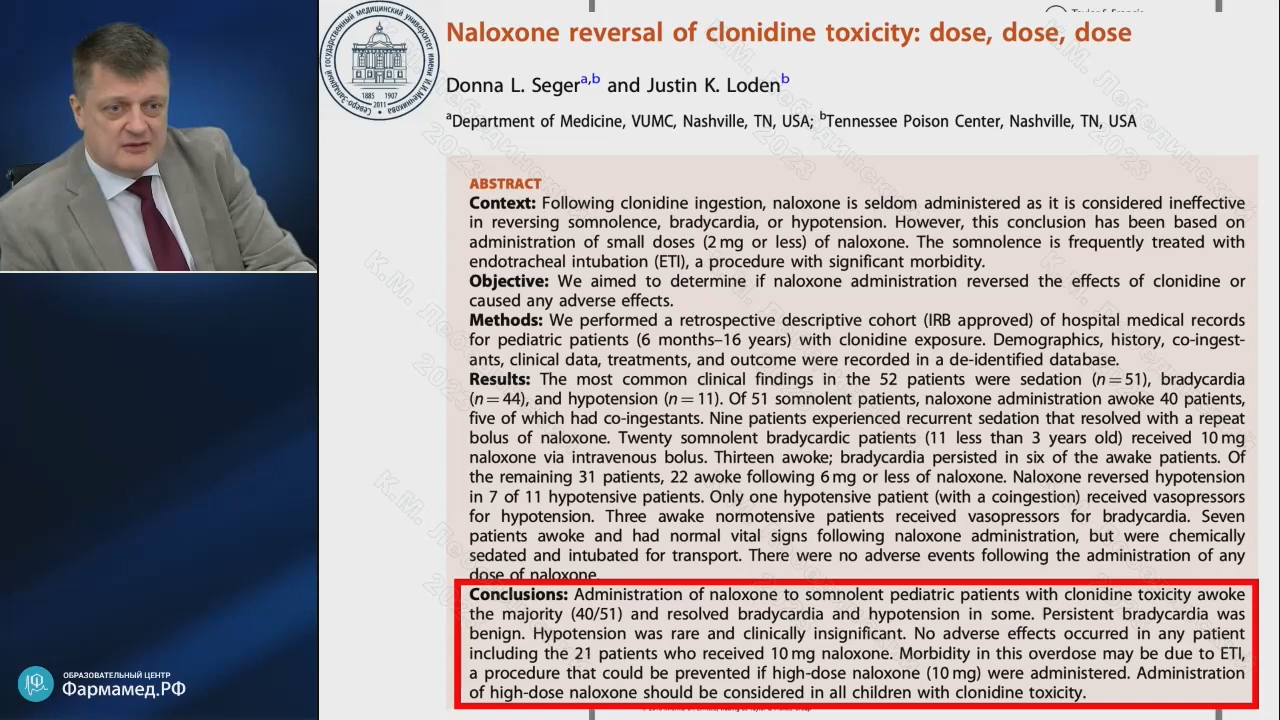 Taylor & Francis
Naloxone reversal of clonidine toxicity: dose, dose, dose
Donna L. Seger^a,b and Justin K. Loden^b
^aDepartment of Medicine, VUMC, Nashville, TN, USA; ^bTennessee Poison Center, Nashville, TN, USA
ABSTRACT
Context: Following clonidine ingestion, naloxone is seldom administered as it is considered ineffective
in reversing somnolence, bradycardia, or hypotension. However, this conclusion has been based on
administration of small doses (2 mg or less) of naloxone. The somnolence is frequently treated with
endotracheal intubation (ETI), a procedure with significant morbidity.
Objective: We aimed to determine if naloxone administration reversed the effects of clonidine or
caused any adverse effects.
Methods: We performed a retrospective descriptive cohort (IRB approved) of hospital medical records
for pediatric patients (6 months–16 years) with clonidine exposure. Demographics, history, co-ingest-
ants, clinical data, treatments, and outcome were recorded in a de-identified database.
Results: The most common clinical findings in the 52 patients were sedation (n = 51), bradycardia
(n = 44), and hypotension (n = 11). Of 51 somnolent patients, naloxone administration awoke 40 patients,
five of which had co-ingestants. Nine patients experienced recurrent sedation that resolved with a repeat
bolus of naloxone. Twenty somnolent bradycardic patients (11 less than 3 years old) received 10 mg
naloxone via intravenous bolus. Thirteen awoke; bradycardia persisted in six of the awake patients. Of
the remaining 31 patients, 22 awoke following 6 mg or less of naloxone. Naloxone reversed hypotension
in 7 of 11 hypotensive patients. Only one hypotensive patient (with a coingestion) received vasopressors
for hypotension. Three awake normotensive patients received vasopressors for bradycardia. Seven
patients awoke and had normal vital signs following naloxone administration, but were chemically
sedated and intubated for transport. There were no adverse events following the administration of any
dose of naloxone.
Conclusions: Administration of naloxone to somnolent pediatric patients with clonidine toxicity awoke
the majority (40/51) and resolved bradycardia and hypotension in some. Persistent bradycardia was
benign. Hypotension was rare and clinically insignificant. No adverse effects occurred in any patient
including the 21 patients who received 10 mg naloxone. Morbidity in this overdose may be due to ETI,
a procedure that could be prevented if high-dose naloxone (10 mg) were administered. Administration
of high-dose naloxone should be considered in all children with clonidine toxicity.
Северо-Западный государственный медицинский университет имени И.И. Мечникова
1885 1907
2011
К.М. Лебединский
2023
ОБРАЗОВАТЕЛЬНЫЙ ЦЕНТР
Фармамед.РФ